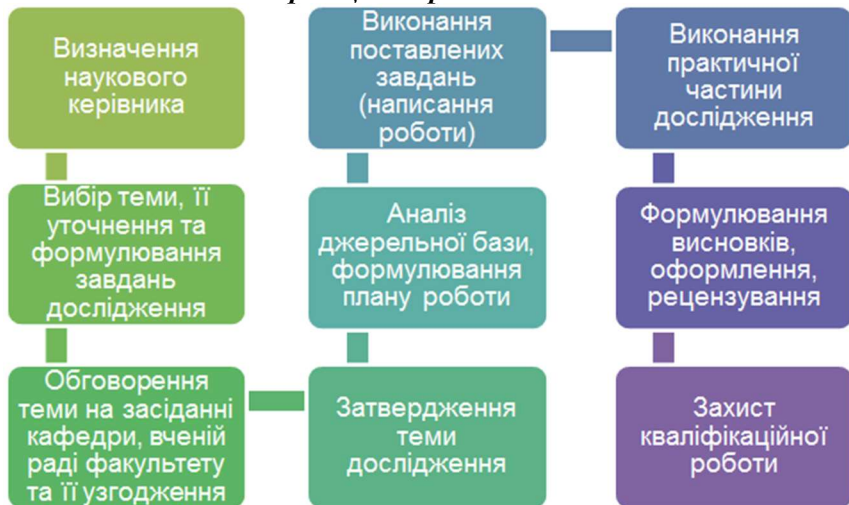 Визначення
наукового
керівника
Вибір теми, її
уточнення та
формулювання
завдань
дослідження
Обговорення
теми на засіданні
кафедри, вченій
раді факультету
та її узгодження
Затвердження
теми
дослідження
Аналіз
джерельної бази,
формулювання
плану роботи
Виконання
поставлених
завдань
(написання
роботи)
Виконання
практичної
частини
дослідження
Формулювання
висновків,
оформлення,
рецензування
Захист
кваліфікаційної
роботи